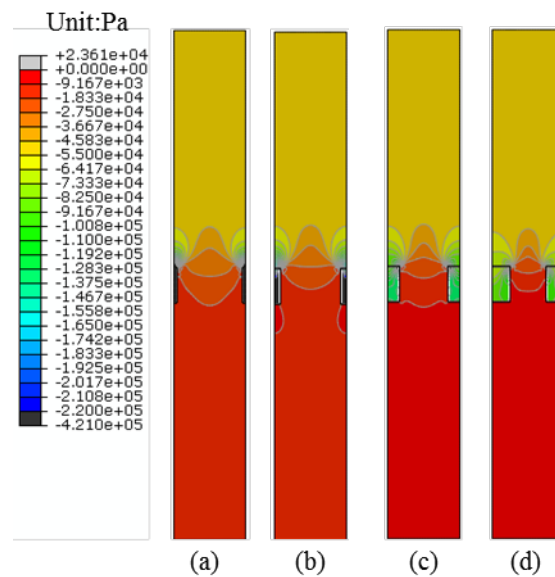 Unit:Pa
+2.361e+04
+0.000e+00
-9.167e+03
-1.833e+04
-2.750e+04
-3.667e+04
-4.583e+04
-5.500e+04
-6.417e+04
-7.333e+04
-8.250e+04
-9.167e+04
-1.008e+05
-1.100e+05
-1.192e+05
-1.283e+05
-1.375e+05
-1.467e+05
-1.558e+05
-1.650e+05
-1.742e+05
-1.833e+05
-1.925e+05
-2.017e+05
-2.108e+05
-2.200e+05
-4.210e+05
(a) (b) (c) (d)